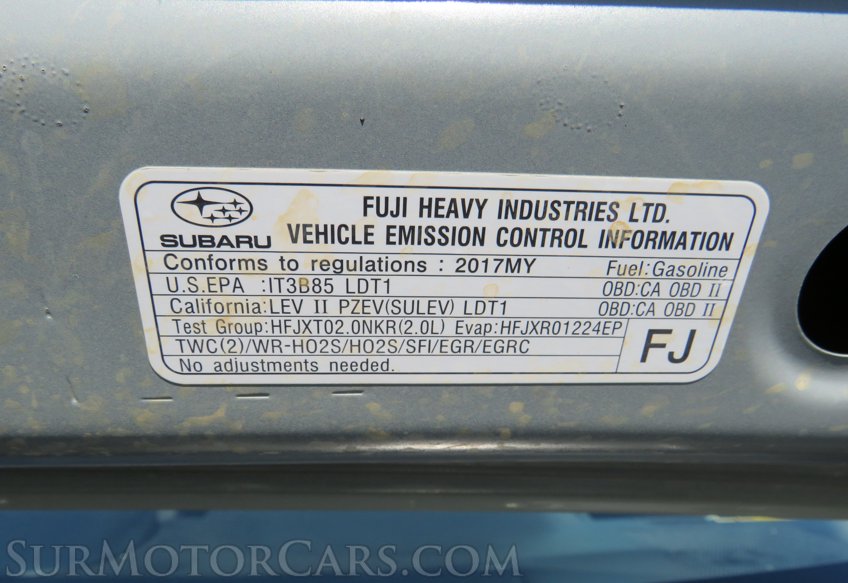 FUJI HEAVY INDUSTRIES LTD.
SUBARU VEHICLE EMISSION CONTROL INFORMATION
Conforms to regulations : 2017MY Fuel:Gasoline
U.S.EPA :IT3B85 LDT1 OBD:CA OBD II
California:LEV II PZEV(SULEV) LDT1 OBD:CA OBD II
Test Group:HFJXT02.0NKR(2.0L) Evap:HFJXR01224EP
TWC(2)/WR-HO2S/HO2S/SFI/EGR/EGRC FJ
No adjustments needed.
SURMOTORCARS.COM